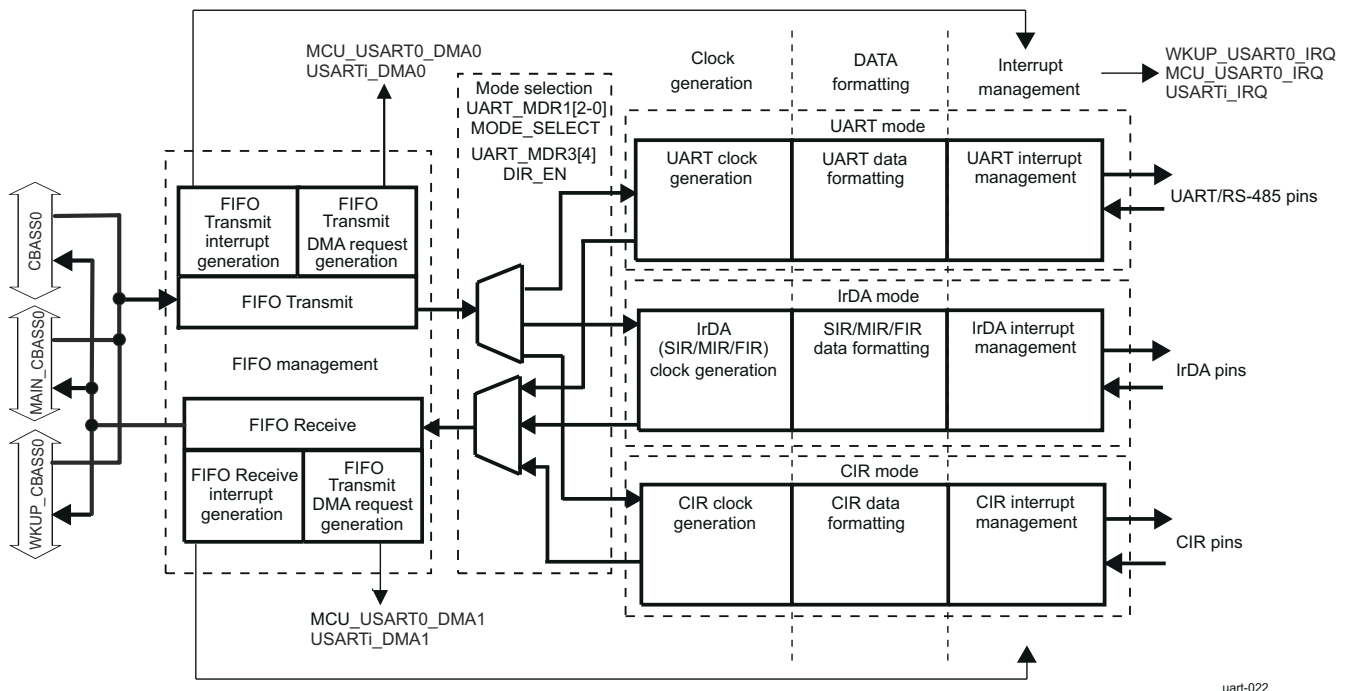 MCU_USART0_DMA0
USARTi_DMA0
Mode selection
UART_MDR1[2-0]
MODE_SELECT
UART_MDR3[4]
DIR_EN
Clock
generation
DATA
formatting
Interrupt
management
WKUP_USART0_IRQ
MCU_USART0_IRQ
USARTi_IRQ
CBASS0
MAIN_CBASS0
WKUP_CBASS0
FIFO
Transmit
interrupt
generation
FIFO
Transmit
DMA request
generation
FIFO Transmit
FIFO management
FIFO Receive
FIFO Receive
interrupt
generation
FIFO
Transmit
DMA request
generation
MCU_USART0_DMA1
USARTi_DMA1
UART mode
UART clock
generation
UART data
formatting
UART interrupt
management
UART/RS-485 pins
IrDA mode
IrDA
(SIR/MIR/FIR)
clock generation
SIR/MIR/FIR
data formatting
IrDA interrupt
management
IrDA pins
CIR mode
CIR clock
generation
CIR data
formatting
CIR interrupt
management
CIR pins
uart-022